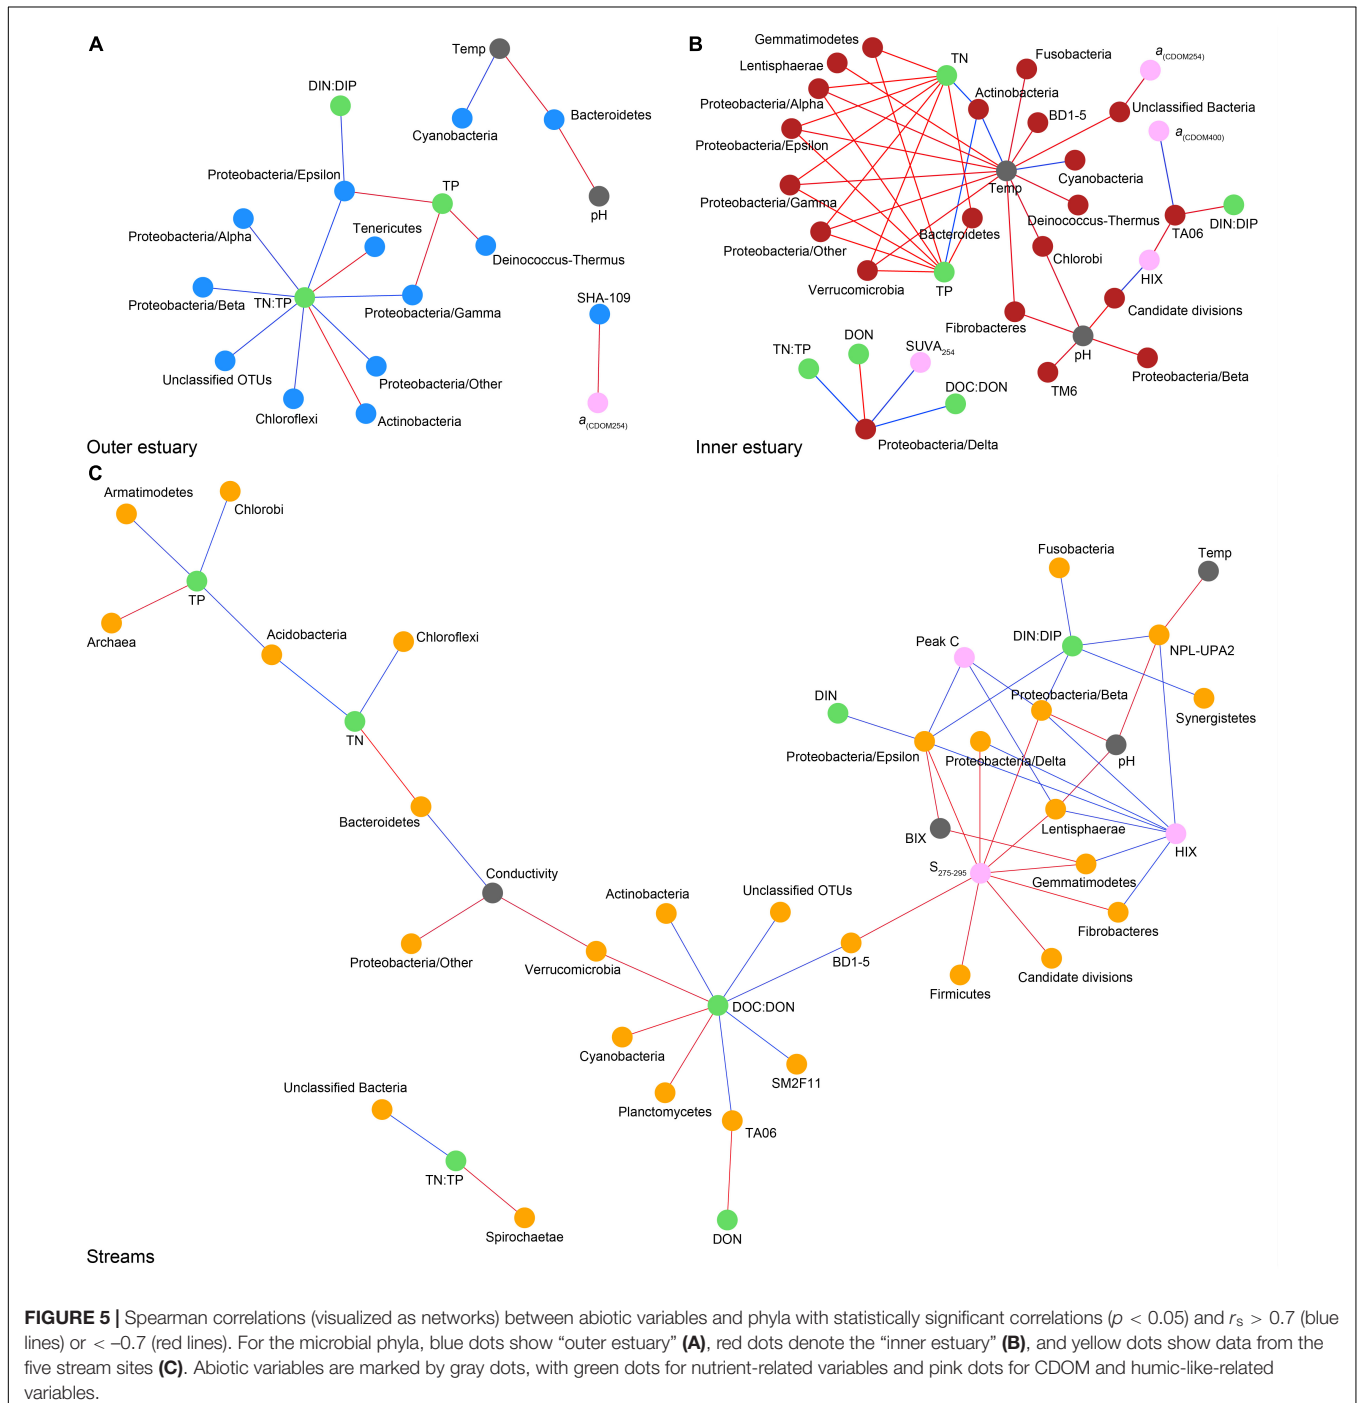 A
Temp
DIN:DIP
Cyanobacteria
Bacteroidetes
Proteobacteria/Epsilon
TP
pH
Proteobacteria/Alpha
Tenericutes
Deinococcus-Thermus
Proteobacteria/Beta
TN:TP
Proteobacteria/Gamma
SHA-109
Unclassified OTUs
Proteobacteria/Other
Chloroflexi
Actinobacteria
a(CDOM254)
Outer estuary
B
Gemmatimodetes
TN
Fusobacteria
a(CDOM254)
Lentisphaerae
Actinobacteria
Proteobacteria/Alpha
BD1-5
Unclassified Bacteria
a(CDOM400)
Proteobacteria/Epsilon
Cyanobacteria
Temp
Proteobacteria/Gamma
Deinococcus-Thermus
DIN:DIP
Bacteroidetes
TA06
Proteobacteria/Other
Chlorobi
HIX
Verrucomicrobia
TP
Candidate divisions
Fibrobacteres
pH
DON
TN:TP
SUVA254
Proteobacteria/Beta
DOC:DON
TM6
Proteobacteria/Delta
Inner estuary
C
Armatimodetes
Chlorobi
TP
Archaea
Acidobacteria
Chloroflexi
TN
Bacteroidetes
Conductivity
Proteobacteria/Other
Verrucomicrobia
Actinobacteria
Unclassified OTUs
BD1-5
DOC:DON
Cyanobacteria
SM2F11
Planctomycetes
TA06
DON
Unclassified Bacteria
TN:TP
Spirochaetae
Fusobacteria
Temp
Peak C
DIN:DIP
NPL-UPA2
DIN
Proteobacteria/Beta
Synergistetes
Proteobacteria/Epsilon
Proteobacteria/Delta
pH
BIX
Lentisphaerae
HIX
S275-295
Gemmatimodetes
Fibrobacteres
Firmicutes
Candidate divisions
Streams
FIGURE 5 | Spearman correlations (visualized as networks) between abiotic variables and phyla with statistically significant correlations (p < 0.05) and rs > 0.7 (blue
lines) or < –0.7 (red lines). For the microbial phyla, blue dots show “outer estuary” (A), red dots denote the “inner estuary” (B), and yellow dots show data from the
five stream sites (C). Abiotic variables are marked by gray dots, with green dots for nutrient-related variables and pink dots for CDOM and humic-like-related
variables.